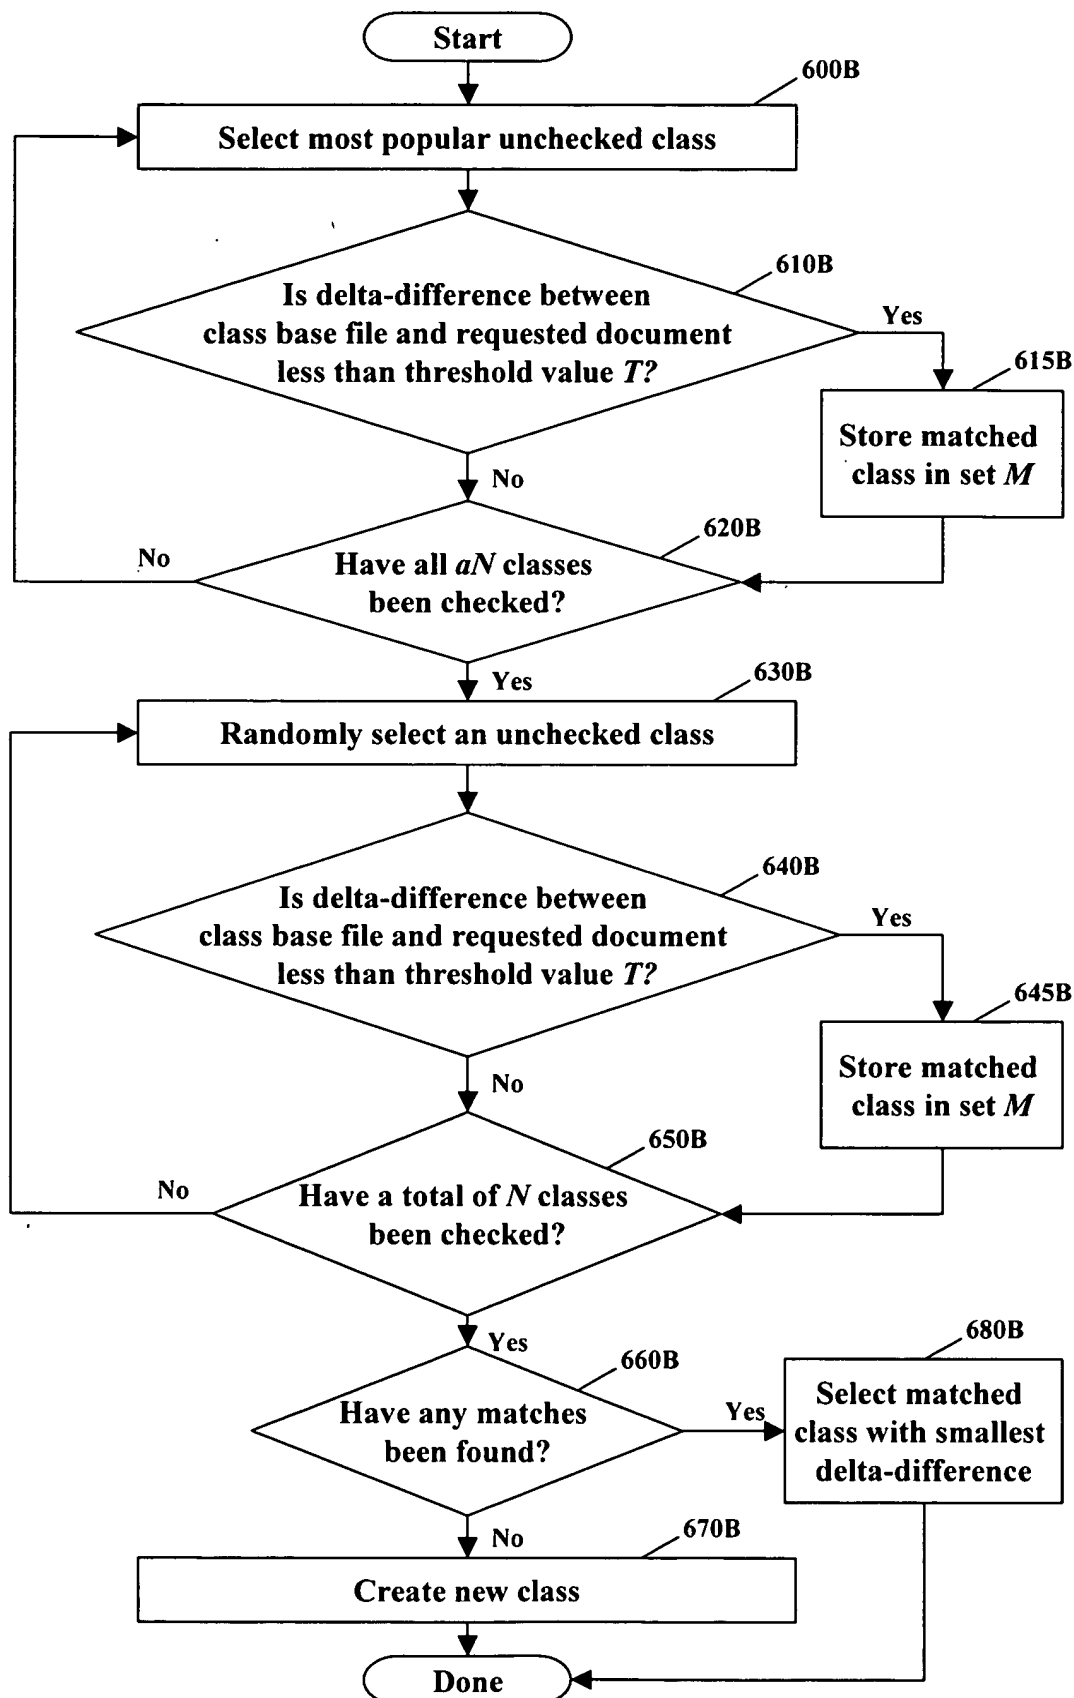 Start
600B
Select most popular unchecked class
610B
Is delta-difference between
class base file and requested document
less than threshold value T?
Yes
615B
Store matched
class in set M
No
620B
Have all aN classes
been checked?
No
Yes
630B
Randomly select an unchecked class
640B
Is delta-difference between
class base file and requested document
less than threshold value T?
Yes
645B
Store matched
class in set M
No
650B
Have a total of N classes
been checked?
No
Yes
660B
Have any matches
been found?
Yes
680B
Select matched
class with smallest
delta-difference
No
670B
Create new class
Done